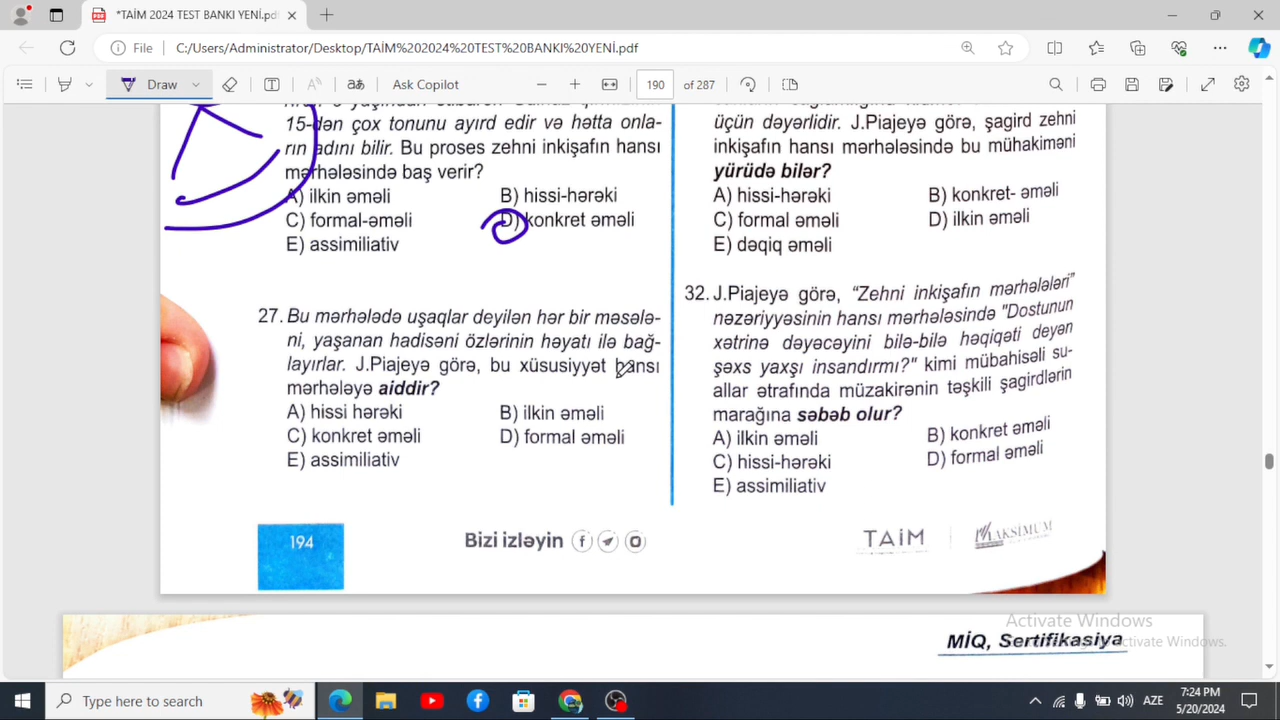 *TAİM 2024 TEST BANKI YENİ.pdf
File
C:/Users/Administrator/Desktop/TAİM%202024%20TEST%20BANKI%20YENİ.pdf
Draw
Ask Copilot
190 of 287
15-dən çox tonunu ayırd edir və hətta onla-
rın adını bilir. Bu proses zehni inkişafın hansı
mərhələsində baş verir?
A) ilkin əməli
B) hissi-hərəki
C) formal-əməli
D) konkret əməli
E) assimiliativ
27. Bu mərhələdə uşaqlar deyilən hər bir məsələ-
ni, yaşanan hadisəni özlərinin həyatı ilə bağ-
layırlar. J.Piajeyə görə, bu xüsusiyyət hansı
mərhələyə aiddir?
A) hissi hərəki
B) ilkin əməli
C) konkret əməli
D) formal əməli
E) assimiliativ
194
Bizi izləyin
üçün dəyərlidir. J.Piajeyə görə, şagird zehni
inkişafın hansı mərhələsində bu mühakiməni
yürüdə bilər?
A) hissi-hərəki
B) konkret- əməli
C) formal əməli
D) ilkin əməli
E) dəqiq əməli
32. J.Piajeyə görə, "Zehni inkişafın mərhələləri"
nəzəriyyəsinin hansı mərhələsində "Dostunun
xətrinə dəyəcəyini bilə-bilə həqiqəti deyən
şəxs yaxşı insandırmı?" kimi mübahisəli su-
allar ətrafında müzakirənin təşkili şagirdlərin
marağına səbəb olur?
A) ilkin əməli
B) konkret əməli
C) hissi-hərəki
D) formal əməli
E) assimiliativ
TAİM
MAKSİMUM
Activate Windows
MİQ, Sertifikasiya
Type here to search
AZE
7:24 PM
5/20/2024